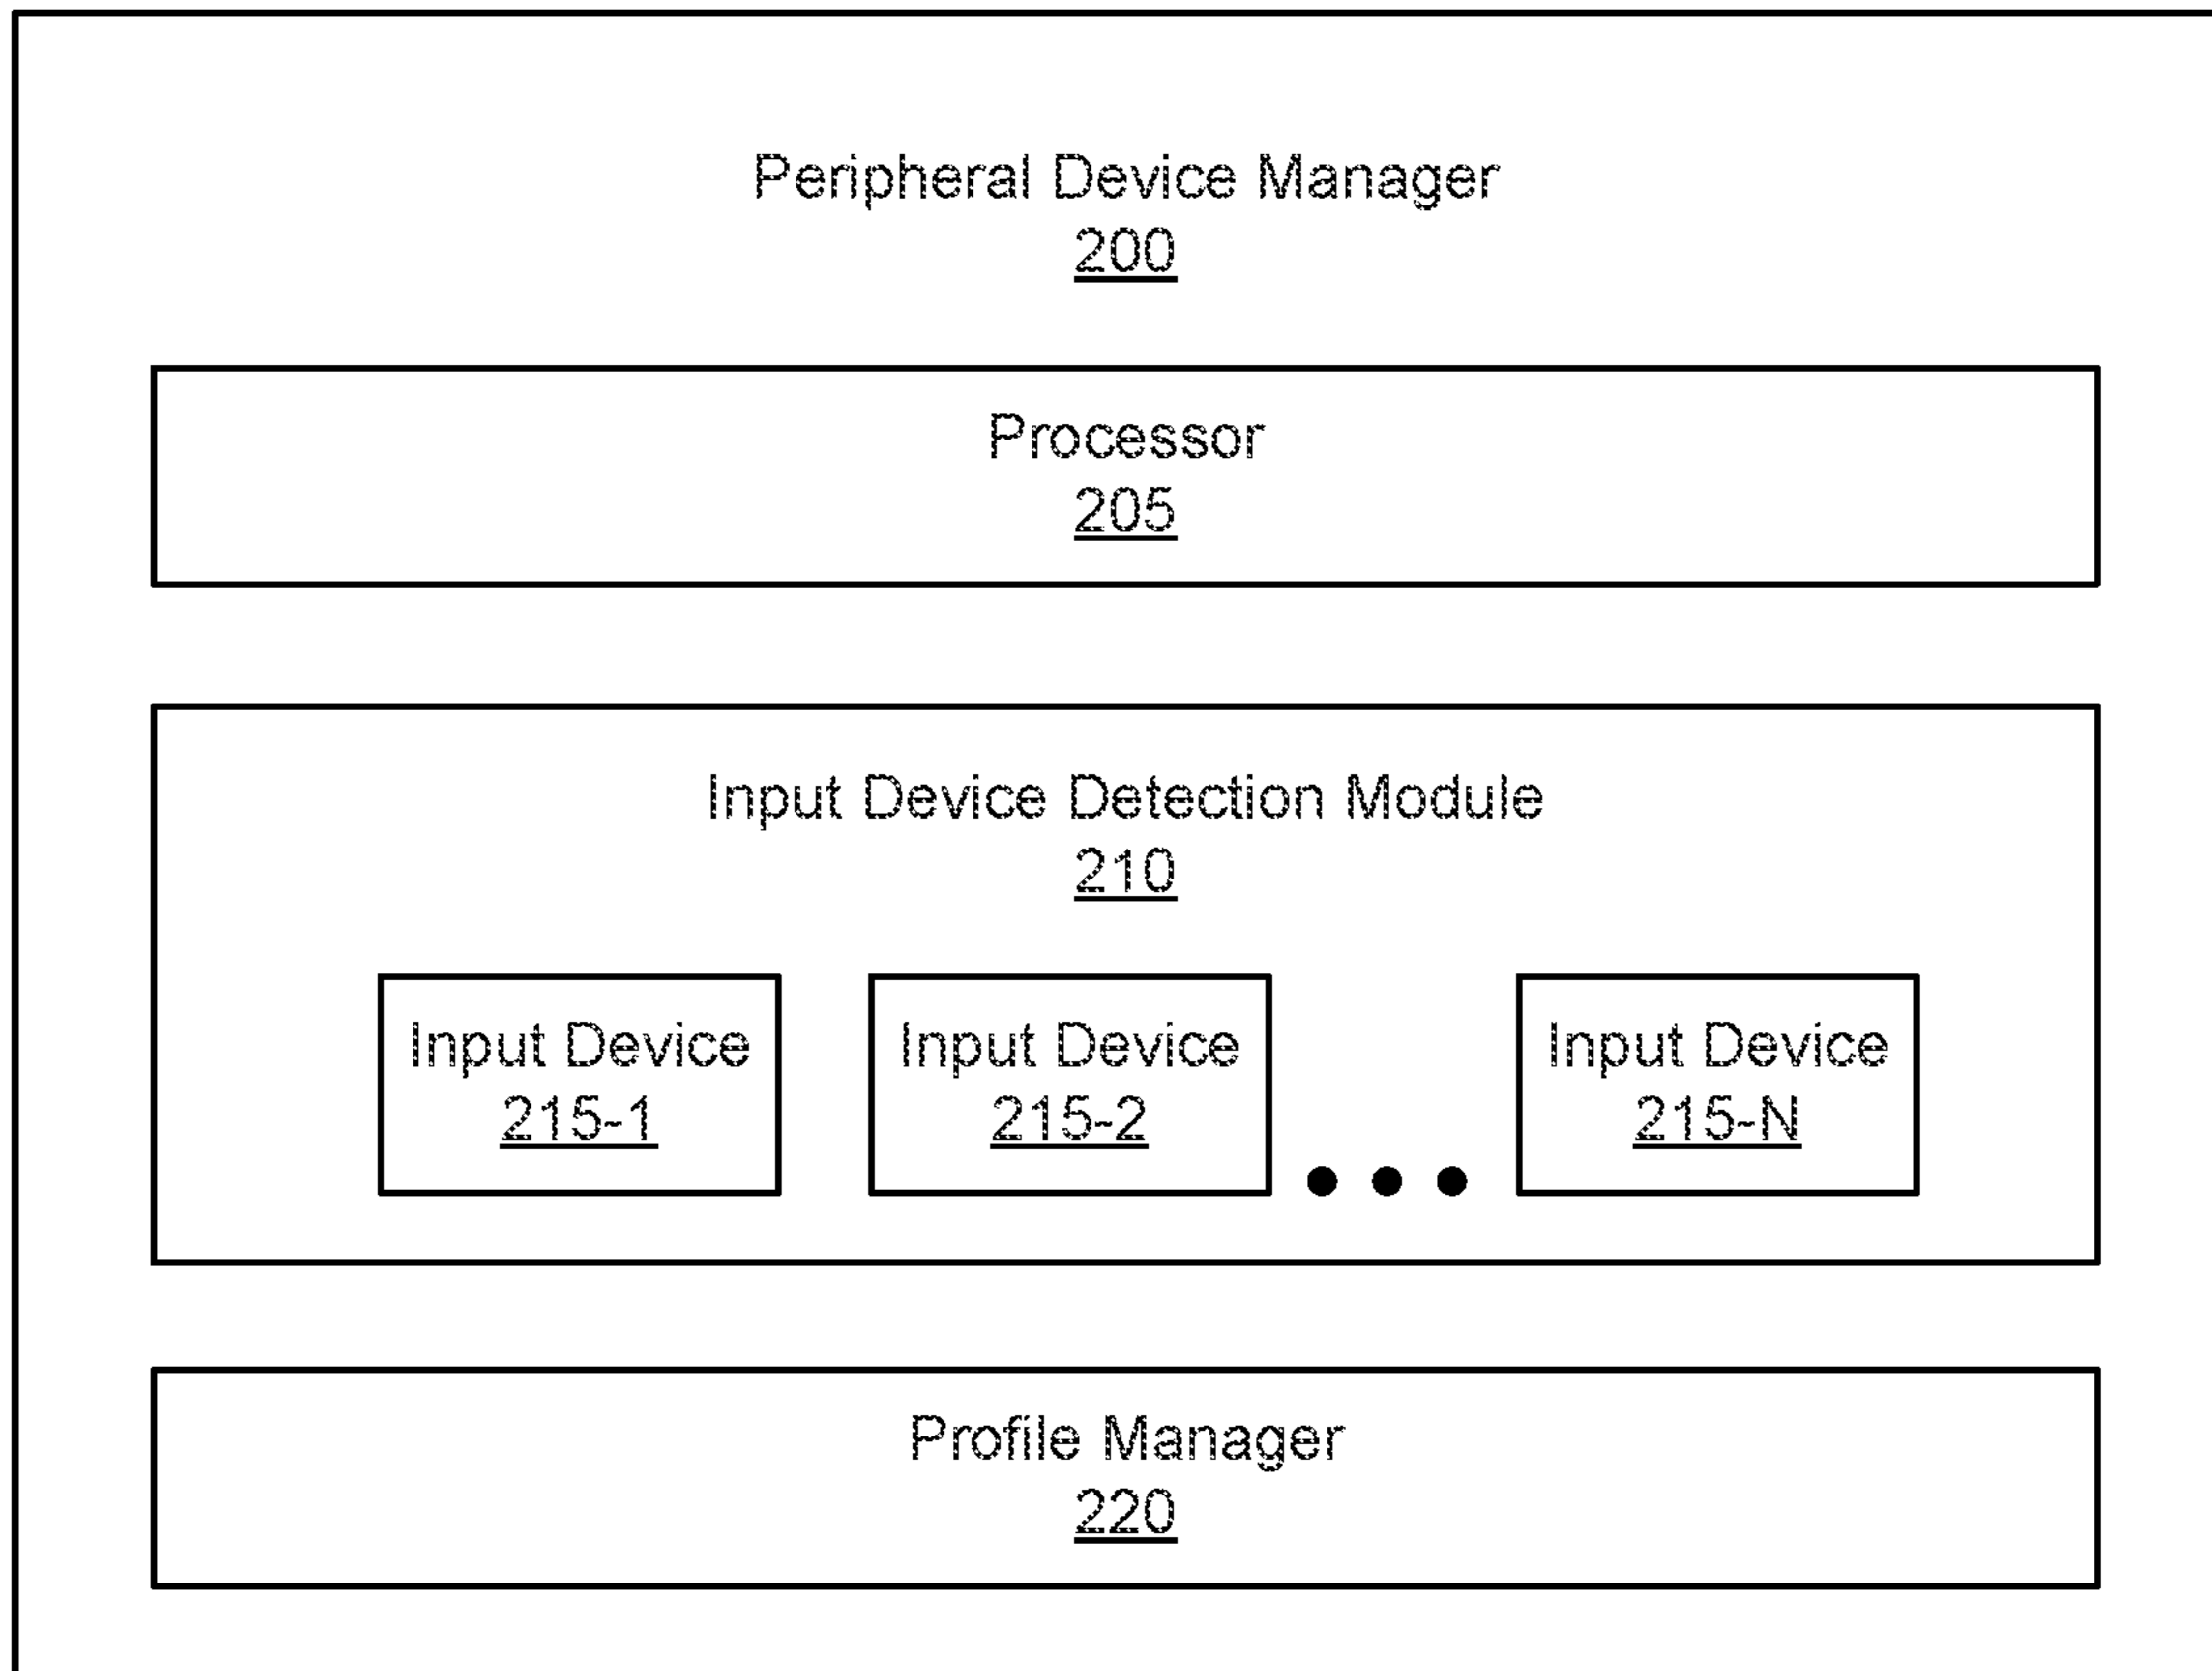 Peripheral Device Manager
200
Processor
205
Input Device Detection Module
210
Input Device
215-1
Input Device
215-2
Input Device
215-N
Profile Manager
220